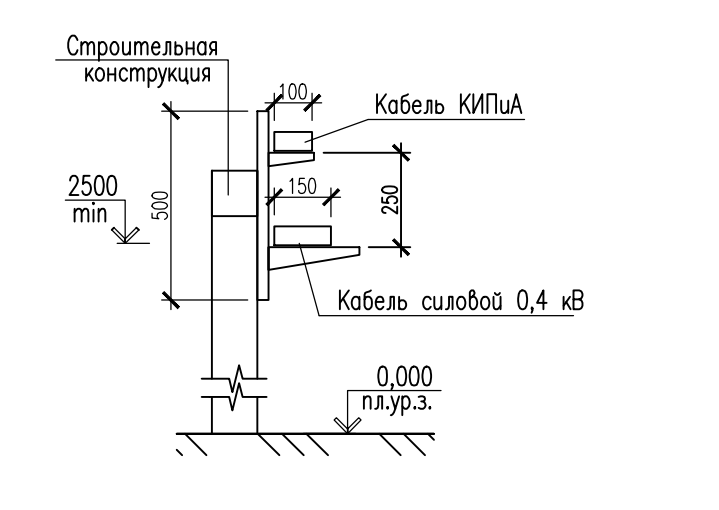 Строительная
конструкция
100
Кабель КИПиА
2500
min
500
150
250
Кабель силовой 0,4 кВ
0,000
пл.ур.з.